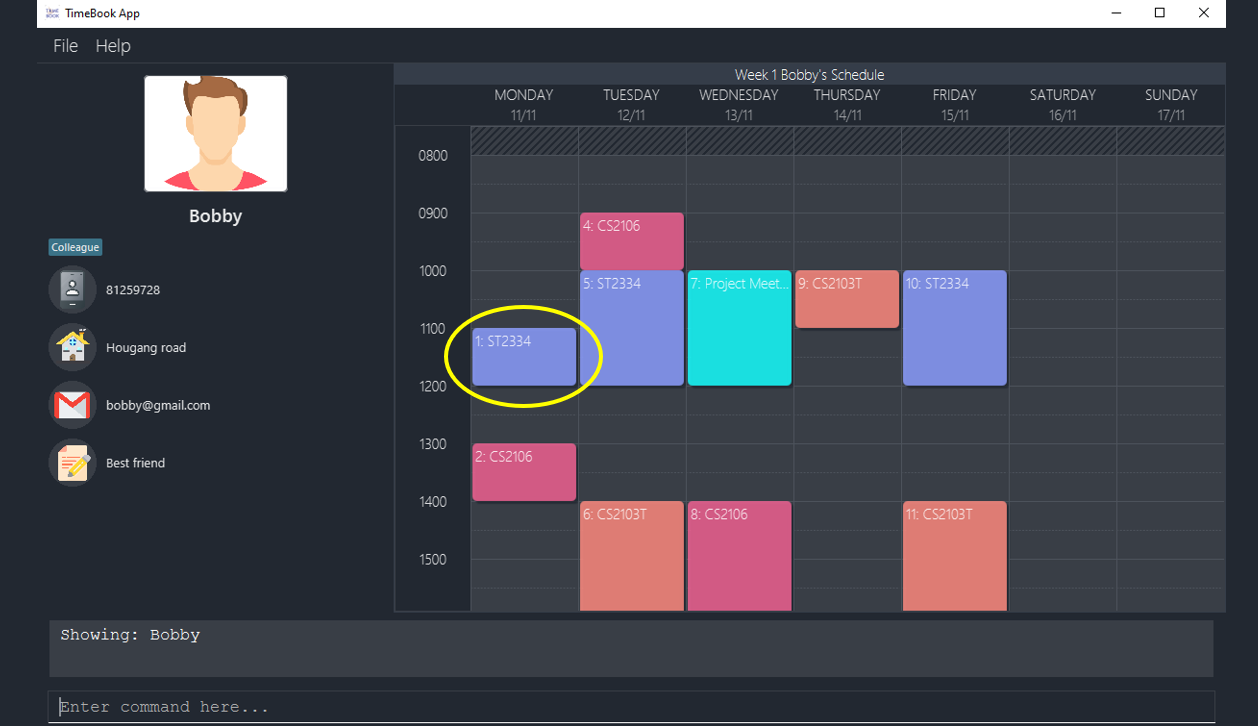 TimeBook App
File Help
Bobby
Colleague
81259728
Hougang road
bobby@gmail.com
Best friend
Week 1 Bobby's Schedule
MONDAY TUESDAY WEDNESDAY THURSDAY FRIDAY SATURDAY SUNDAY
11/11 12/11 13/11 14/11 15/11 16/11 17/11
0800
0900
4: CS2106
1000
5: ST2334 7: Project Meet... 9: CS2103T 10: ST2334
1100
1: ST2334
1200
1300
2: CS2106
1400
6: CS2103T 8: CS2106 11: CS2103T
1500
Showing: Bobby
Enter command here...